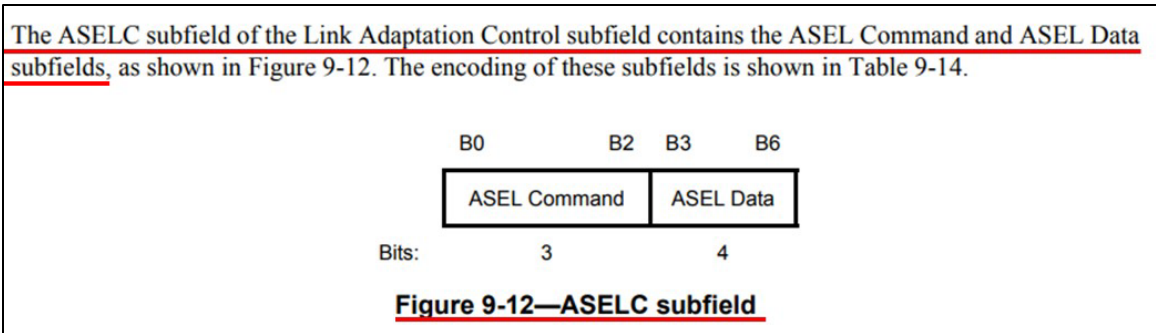 The ASELC subfield of the Link Adaptation Control subfield contains the ASEL Command and ASEL Data
subfields, as shown in Figure 9-12. The encoding of these subfields is shown in Table 9-14.
B0 B2 B3 B6
ASEL Command ASEL Data
Bits: 3 4
Figure 9-12—ASELC subfield